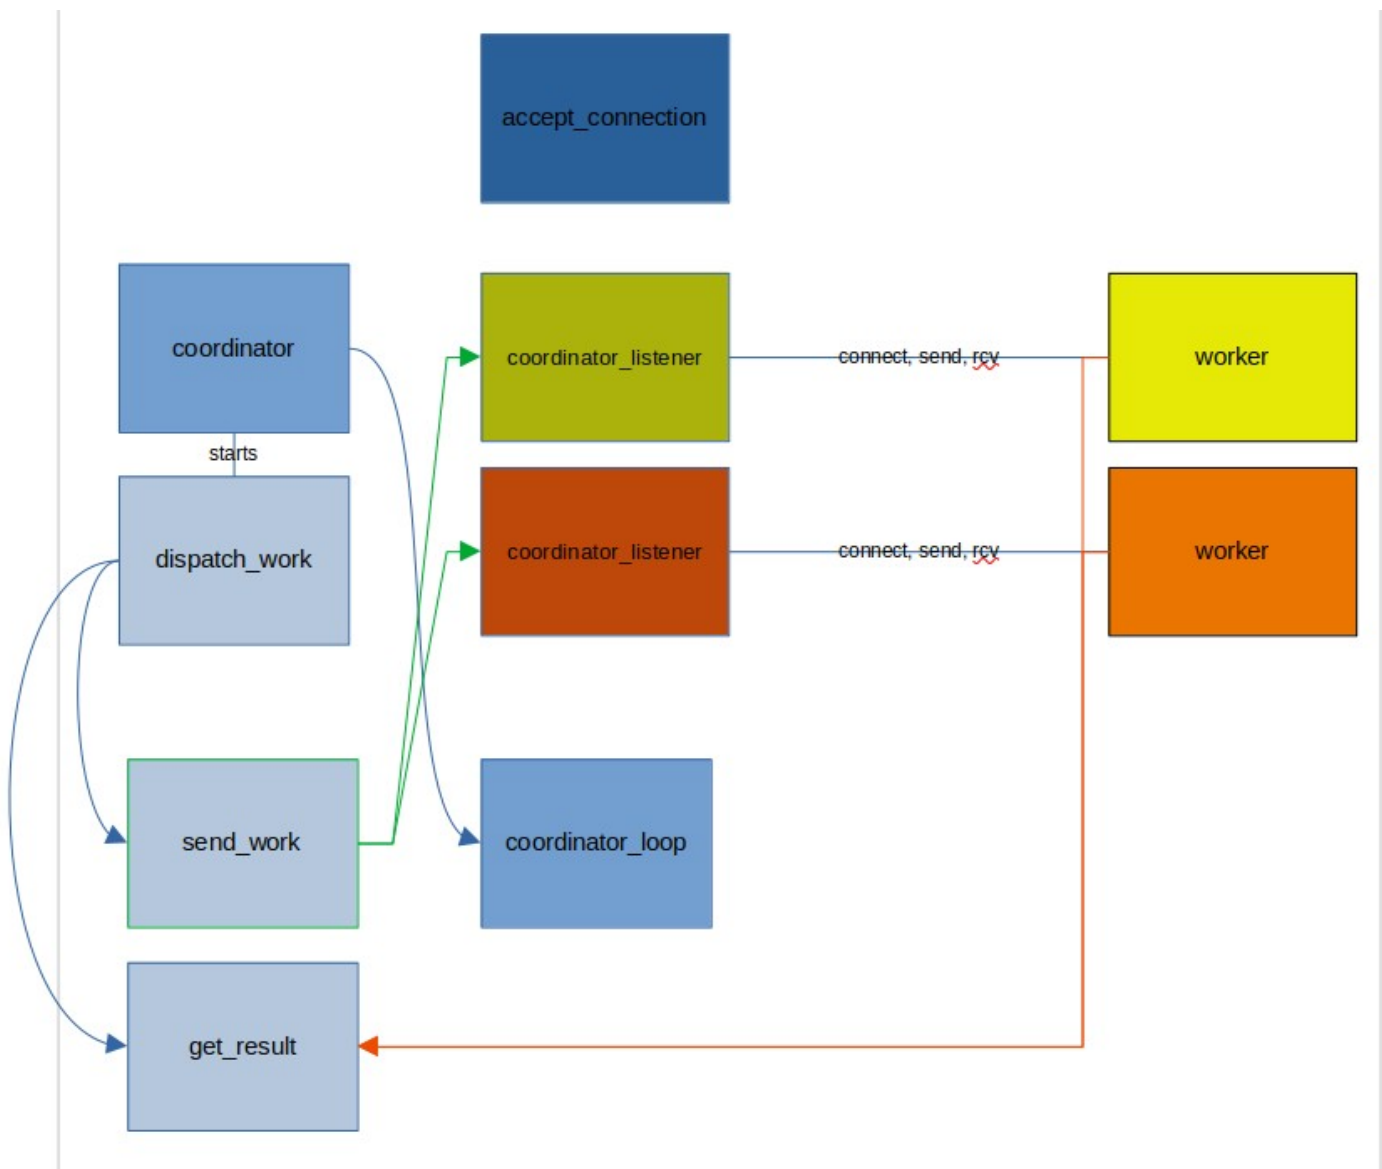 accept_connection
coordinator
coordinator_listener
connect, send, rcv
worker
starts
dispatch_work
coordinator_listener
connect, send, rcv
worker
send_work
coordinator_loop
get_result